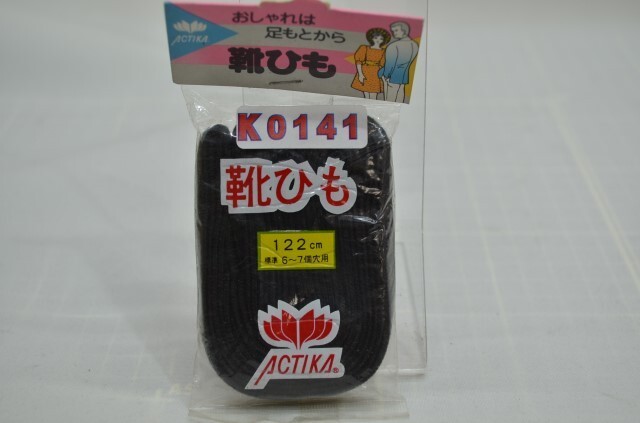 ACTIKA
おしゃれは
足もとから
靴ひも
K0141
靴ひも
122cm
標準 6～7個穴用
ACTIKA®